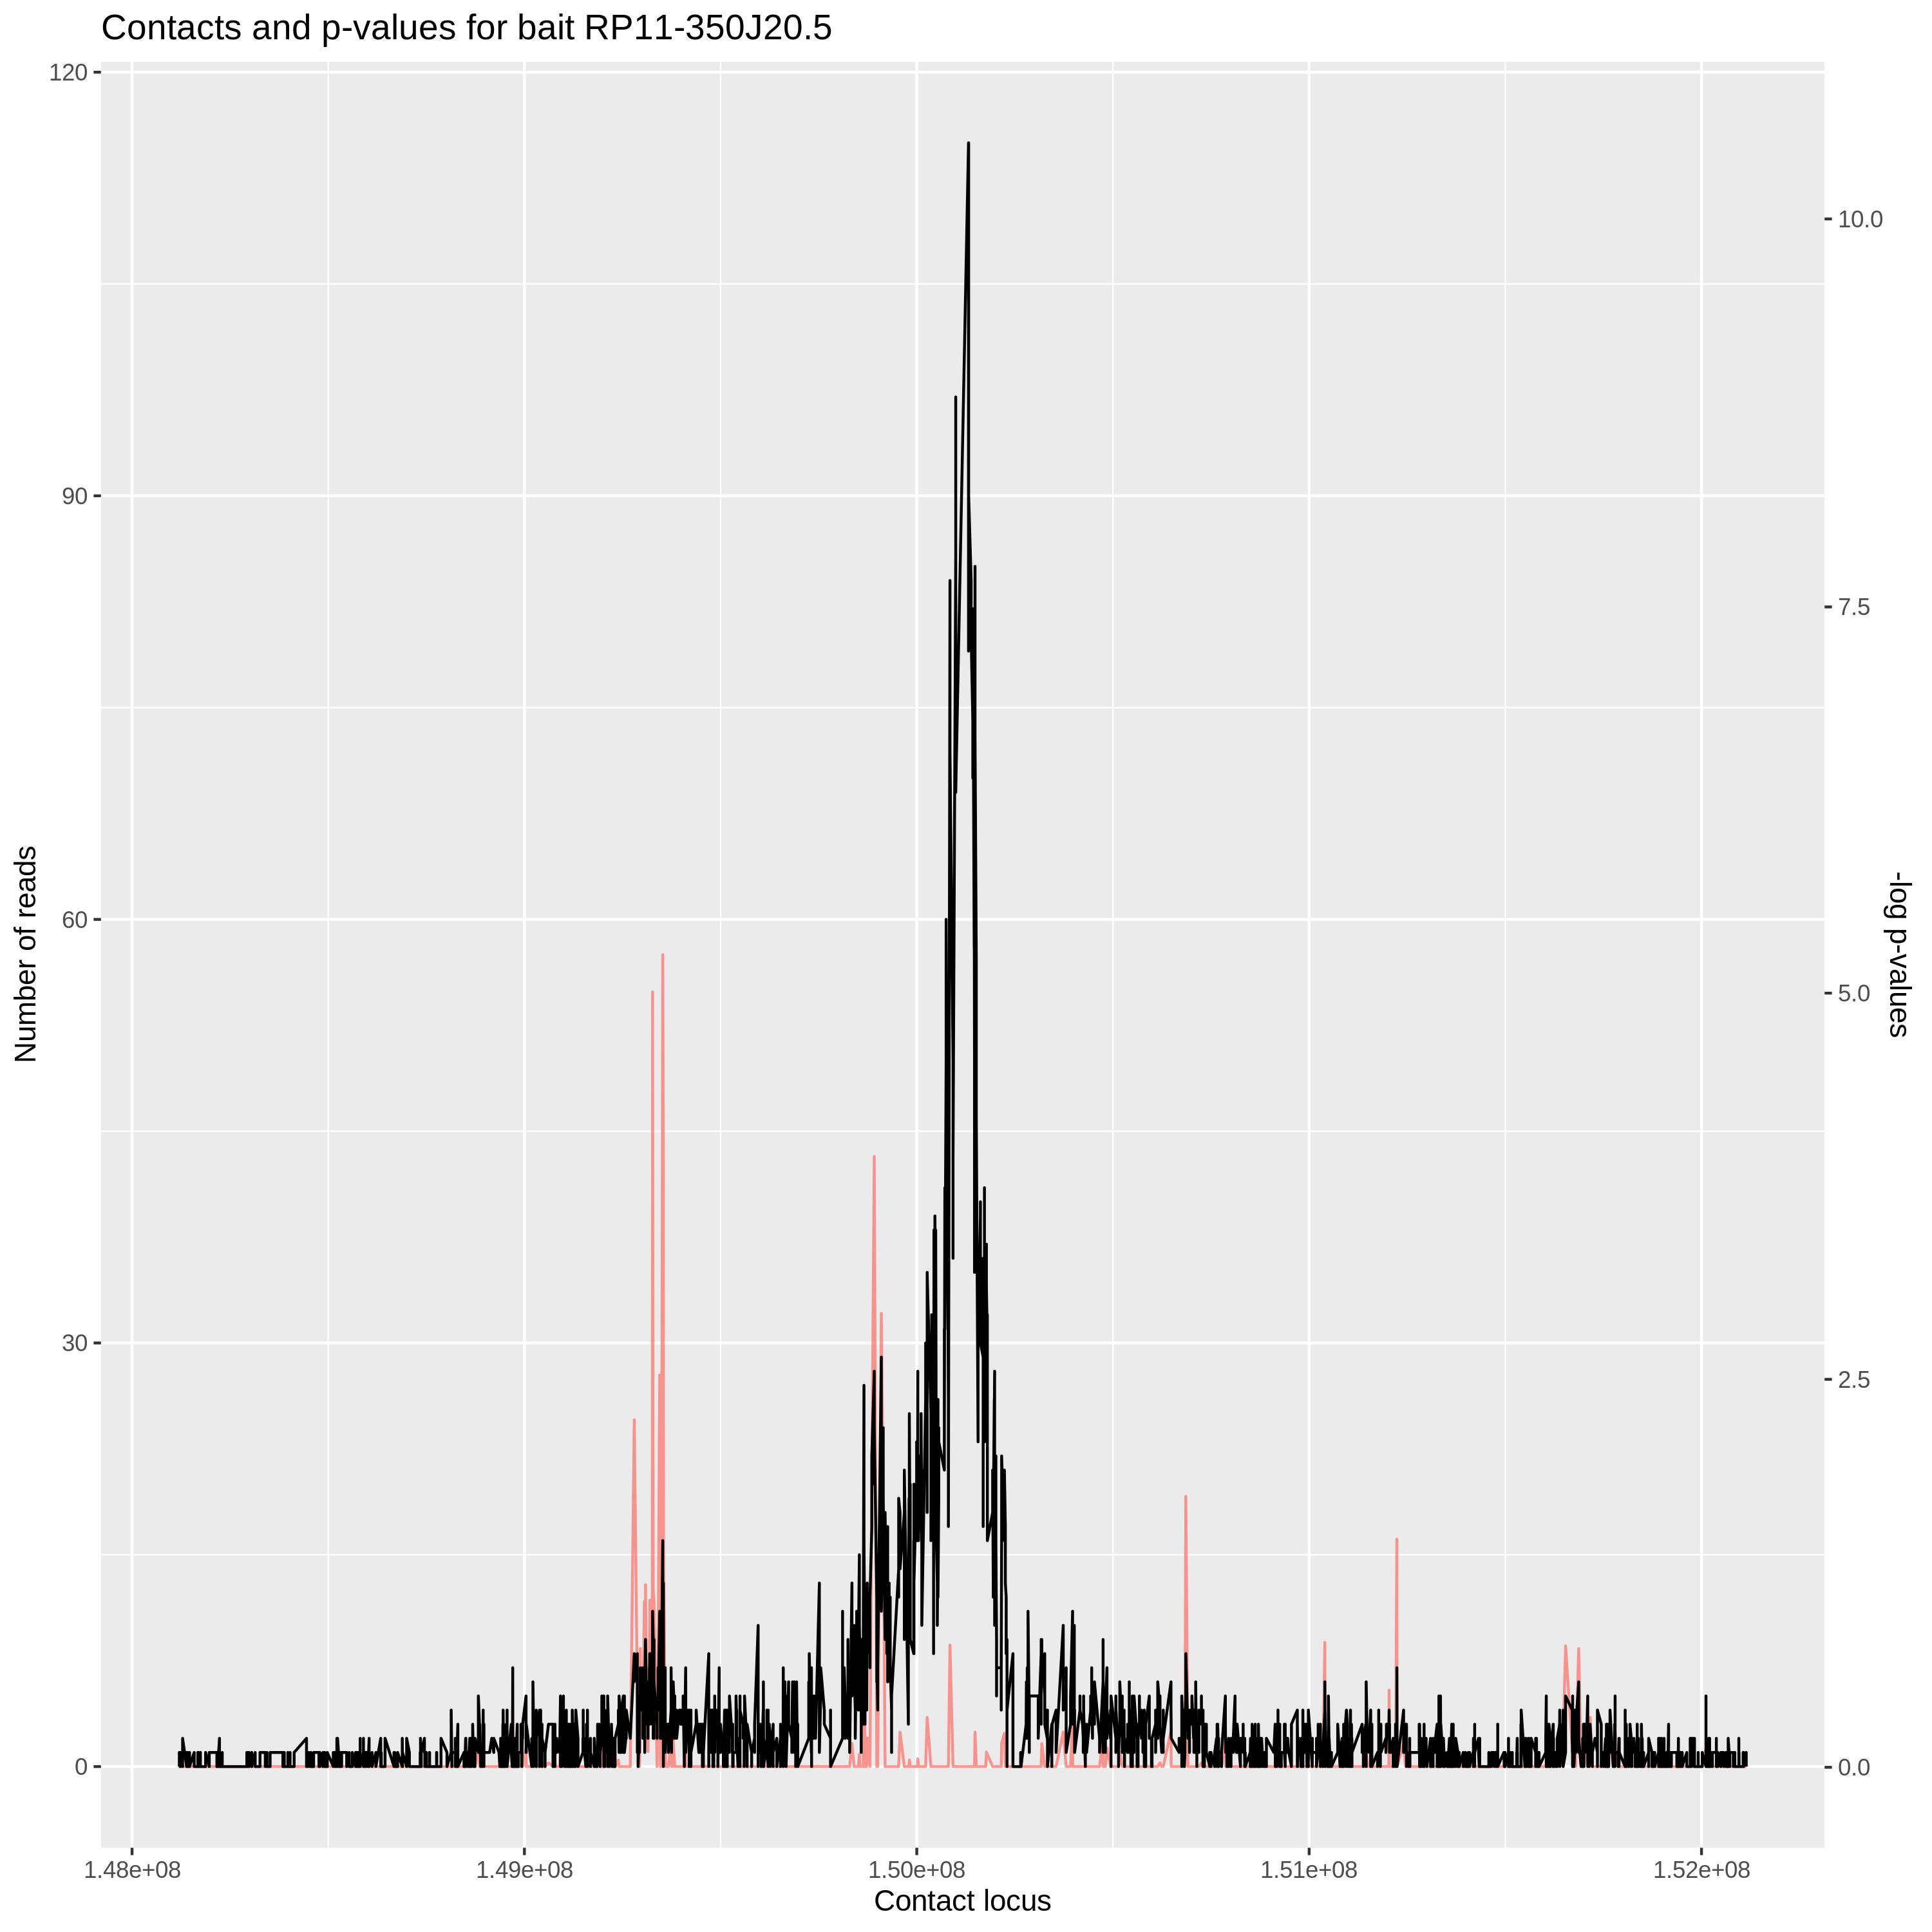 Contacts and p-values for bait RP11-350J20.5
120
90
60
30
0
Number of reads
10.0
7.5
5.0
2.5
0.0
-log p-values
1.48e+08 1.49e+08 1.50e+08 1.51e+08 1.52e+08
Contact locus